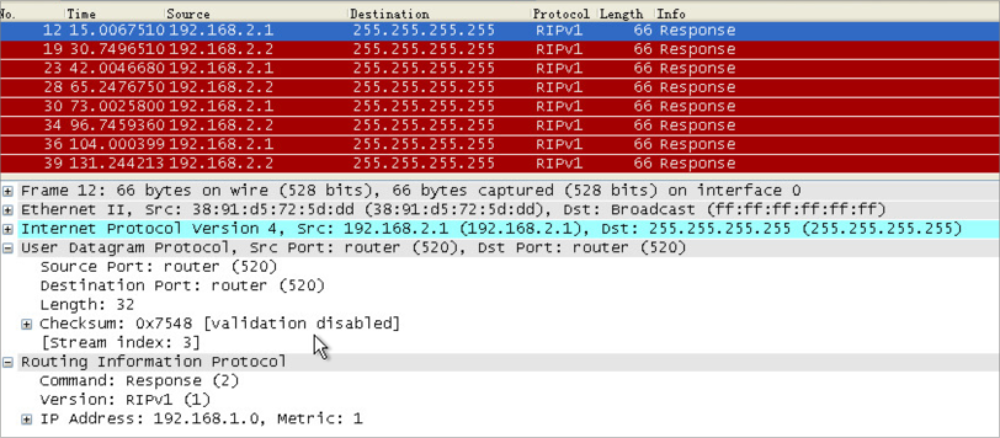 No. Time Source Destination Protocol Length Info
12 15.0067510 192.168.2.1 255.255.255.255 RIPv1 66 Response
19 30.7496510 192.168.2.2 255.255.255.255 RIPv1 66 Response
23 42.0046680 192.168.2.1 255.255.255.255 RIPv1 66 Response
28 65.2476750 192.168.2.2 255.255.255.255 RIPv1 66 Response
30 73.0025800 192.168.2.1 255.255.255.255 RIPv1 66 Response
34 96.7459360 192.168.2.2 255.255.255.255 RIPv1 66 Response
36 104.000399 192.168.2.1 255.255.255.255 RIPv1 66 Response
39 131.244213 192.168.2.2 255.255.255.255 RIPv1 66 Response
Frame 12: 66 bytes on wire (528 bits), 66 bytes captured (528 bits) on interface 0
Ethernet II, Src: 38:91:d5:72:5d:dd (38:91:d5:72:5d:dd), Dst: Broadcast (ff:ff:ff:ff:ff:ff)
Internet Protocol Version 4, Src: 192.168.2.1 (192.168.2.1), Dst: 255.255.255.255 (255.255.255.255)
User Datagram Protocol, Src Port: router (520), Dst Port: router (520)
Source Port: router (520)
Destination Port: router (520)
Length: 32
Checksum: 0x7548 [validation disabled]
[Stream index: 3]
Routing Information Protocol
Command: Response (2)
Version: RIPv1 (1)
IP Address: 192.168.1.0, Metric: 1